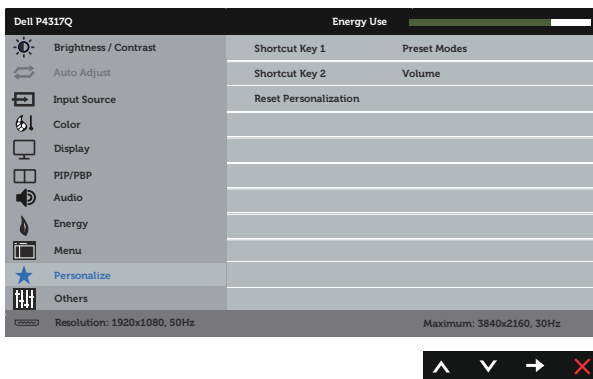 Dell P4317Q Energy Use
Brightness / Contrast Shortcut Key 1 Preset Modes
Auto Adjust Shortcut Key 2 Volume
Input Source Reset Personalization
Color
Display
PIP/PBP
Audio
Energy
Menu
Personalize
Others
Resolution: 1920x1080, 50Hz Maximum: 3840x2160, 30Hz